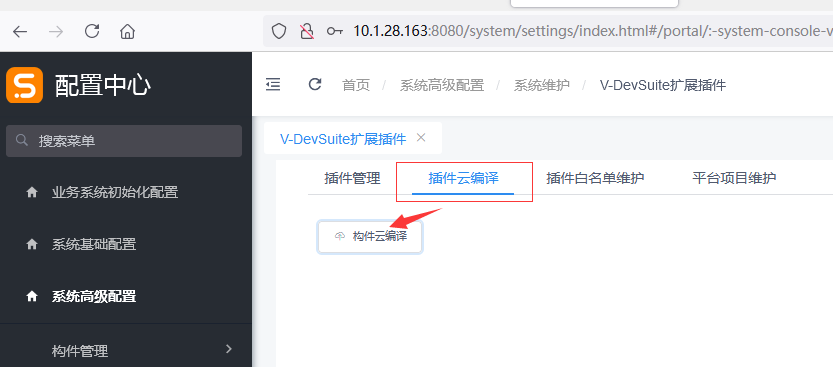 10.1.28.163:8080/system/settings/index.html#/portal/:-system-console-v
配置中心
首页 / 系统高级配置 / 系统维护 / V-DevSuite扩展插件
搜索菜单
V-DevSuite扩展插件 ×
插件管理 插件云编译 插件白名单维护 平台项目维护
业务系统初始化配置
构件云编译
系统基础配置
系统高级配置
构件管理